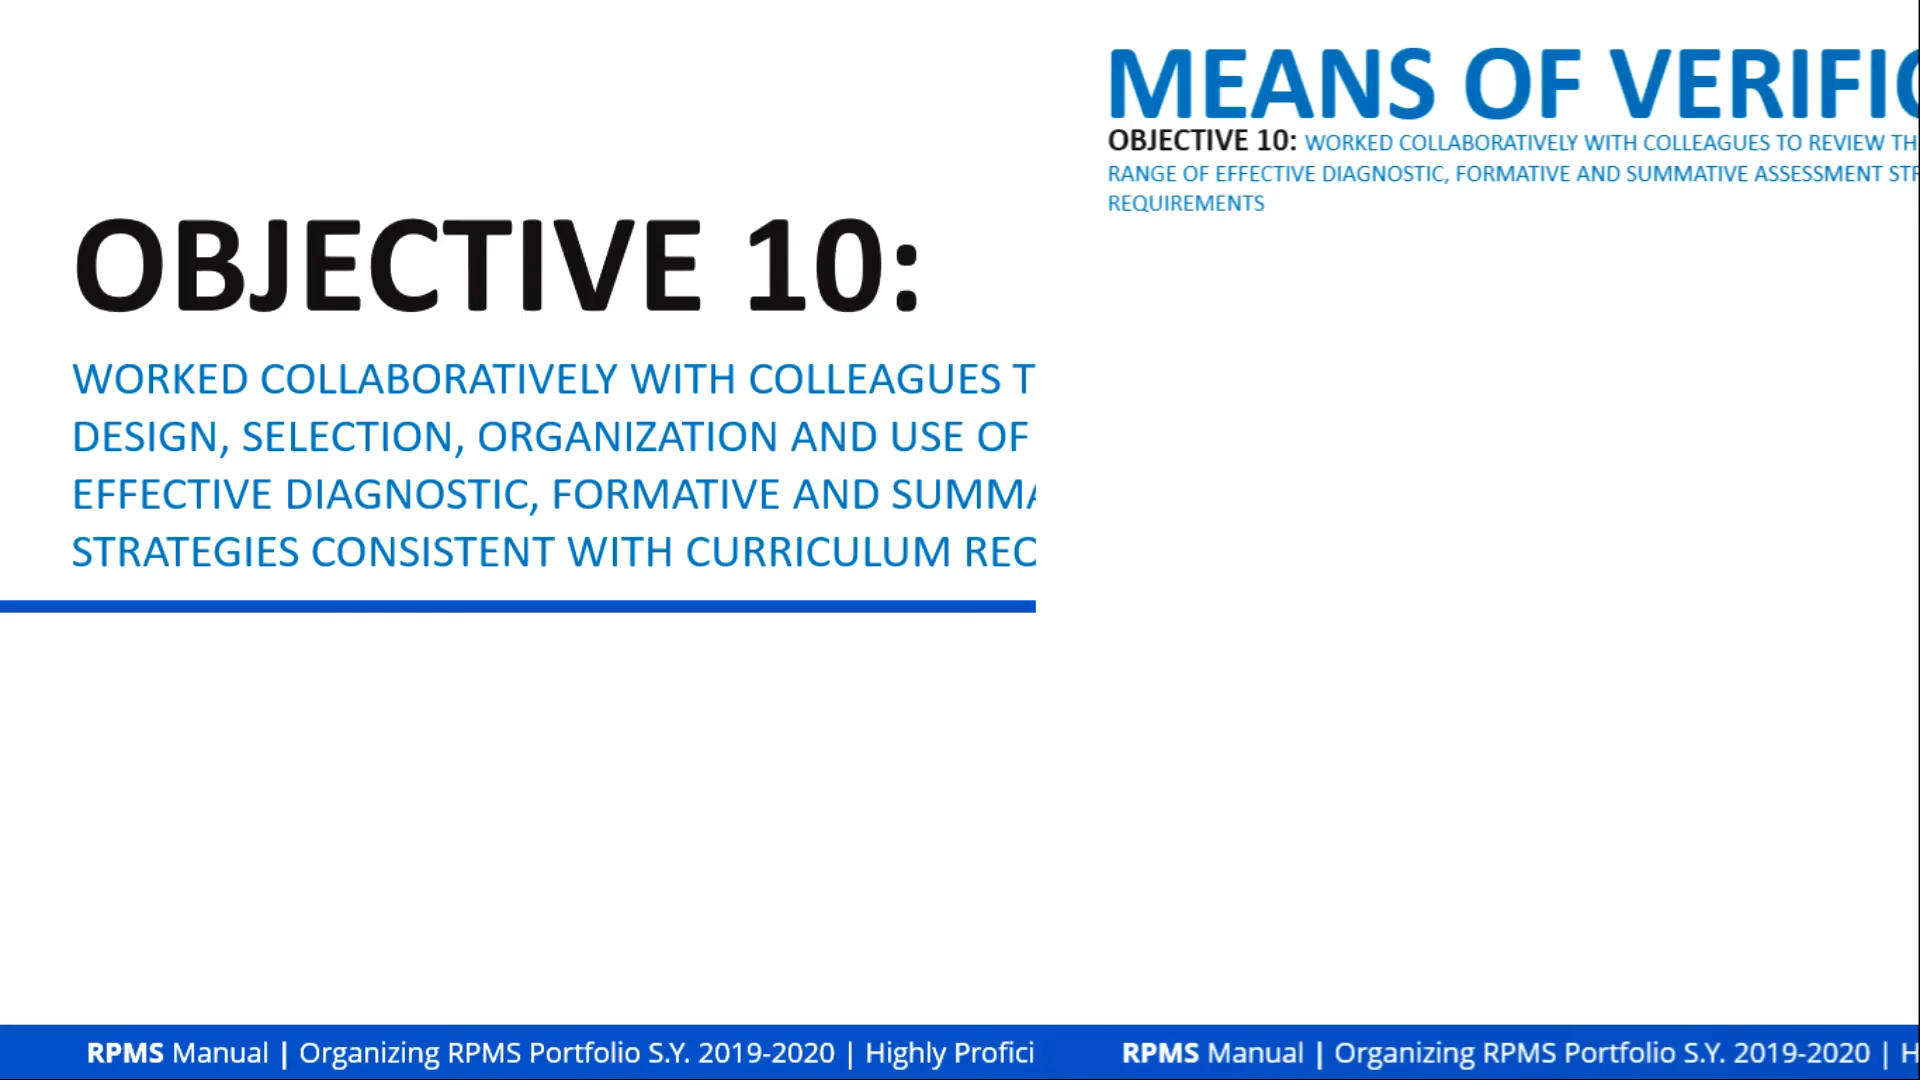 OBJECTIVE 10:
WORKED COLLABORATIVELY WITH COLLEAGUES T
DESIGN, SELECTION, ORGANIZATION AND USE OF
EFFECTIVE DIAGNOSTIC, FORMATIVE AND SUMMA
STRATEGIES CONSISTENT WITH CURRICULUM REQ
RPMS Manual | Organizing RPMS Portfolio S.Y. 2019-2020 | Highly Profici
MEANS OF VERIFIC
OBJECTIVE 10: WORKED COLLABORATIVELY WITH COLLEAGUES TO REVIEW TH
RANGE OF EFFECTIVE DIAGNOSTIC, FORMATIVE AND SUMMATIVE ASSESSMENT STR
REQUIREMENTS
RPMS Manual | Organizing RPMS Portfolio S.Y. 2019-2020 | H